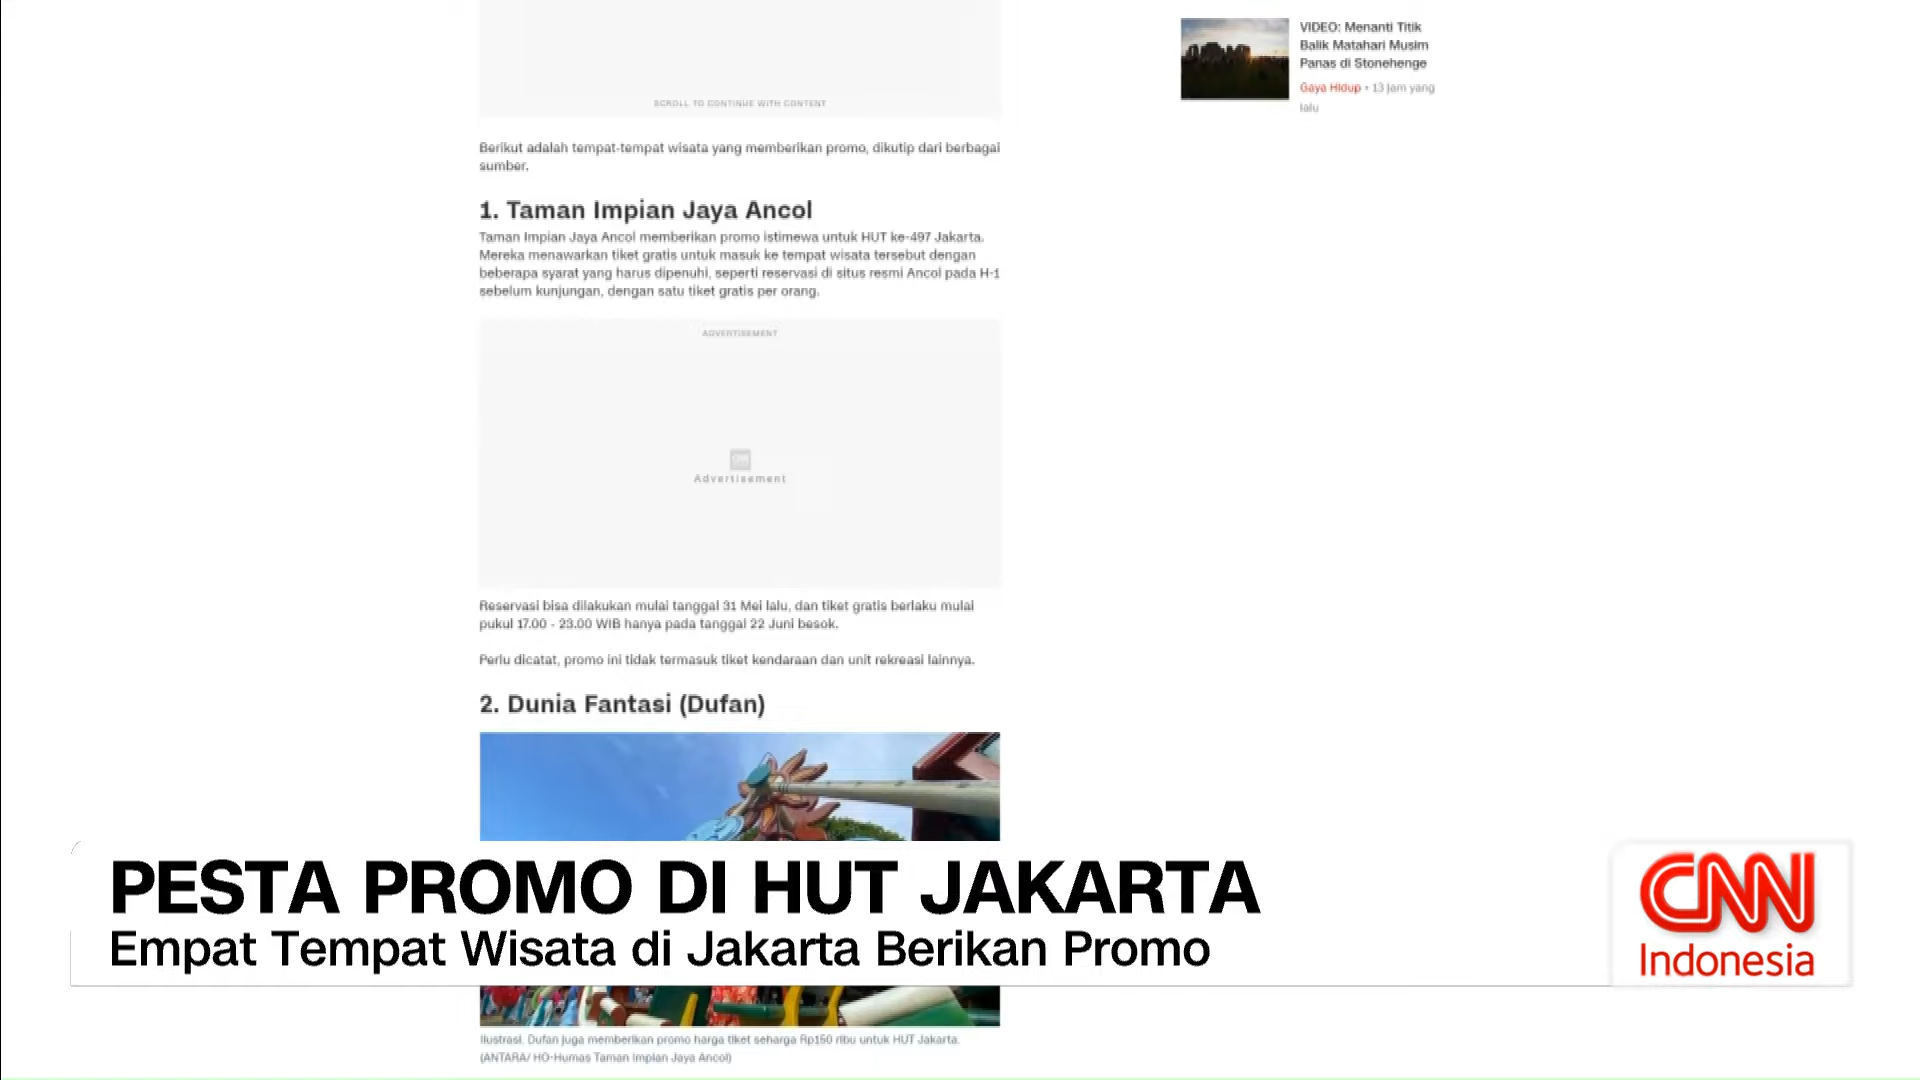 SCROLL TO CONTINUE WITH CONTENT
Berikut adalah tempat-tempat wisata yang memberikan promo, dikutip dari berbagai
sumber.
1. Taman Impian Jaya Ancol
Taman Impian Jaya Ancol memberikan promo istimewa untuk HUT ke-497 Jakarta.
Mereka menawarkan tiket gratis untuk masuk ke tempat wisata tersebut dengan
beberapa syarat yang harus dipenuhi, seperti reservasi di situs resmi Ancol pada H-1
sebelum kunjungan, dengan satu tiket gratis per orang.
ADVERTISEMENT
CNN
Advertisement
Reservasi bisa dilakukan mulai tanggal 31 Mei lalu, dan tiket gratis berlaku mulai
pukul 17.00 - 23.00 WIB hanya pada tanggal 22 Juni besok.
Perlu dicatat, promo ini tidak termasuk tiket kendaraan dan unit rekreasi lainnya.
2. Dunia Fantasi (Dufan)
Ilustrasi. Dufan juga memberikan promo harga tiket seharga Rp150 ribu untuk HUT Jakarta.
(ANTARA/ HO-Humas Taman Impian Jaya Ancol)
VIDEO: Menanti Titik
Balik Matahari Musim
Panas di Stonehenge
Gaya Hidup • 13 jam yang
lalu
PESTA PROMO DI HUT JAKARTA
Empat Tempat Wisata di Jakarta Berikan Promo
CNN
Indonesia